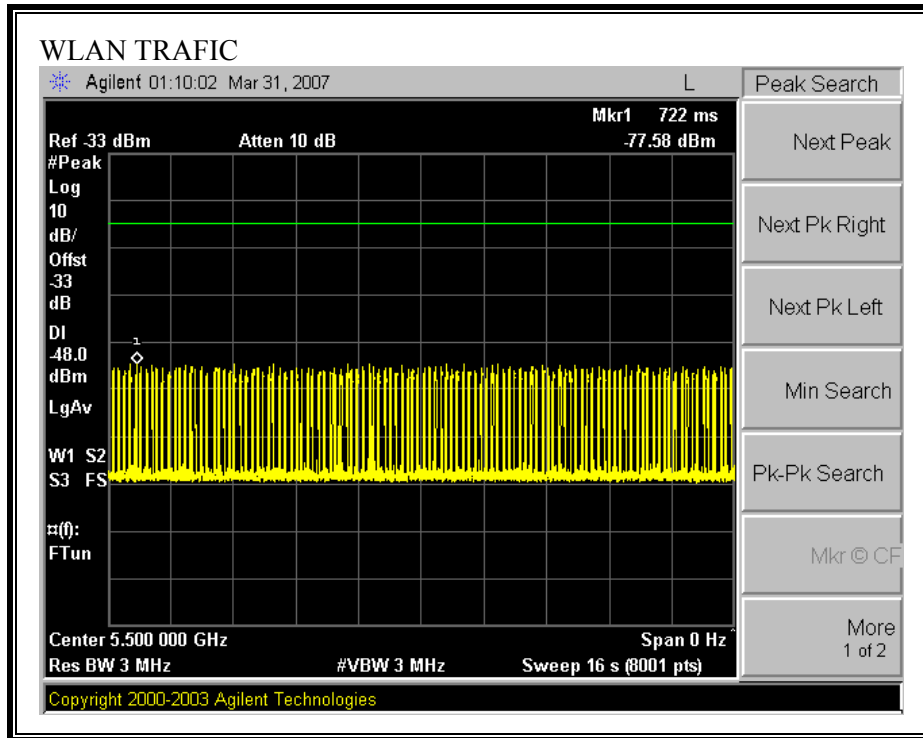 WLAN TRAFIC
Agilent 01:10:02 Mar 31, 2007 L
Peak Search
Mkr1 722 ms
Ref -33 dBm Atten 10 dB -77.58 dBm
#Peak
Log
10
dB/
Offst
-33
dB
DI
-48.0
dBm
LgAv
W1 S2
S3 FS
¤(f):
FTun
1
Center 5.500 000 GHz Span 0 Hz^
Res BW 3 MHz #VBW 3 MHz Sweep 16 s (8001 pts)
Copyright 2000-2003 Agilent Technologies
Next Peak
Next Pk Right
Next Pk Left
Min Search
Pk-Pk Search
Mkr © CF
More
1 of 2